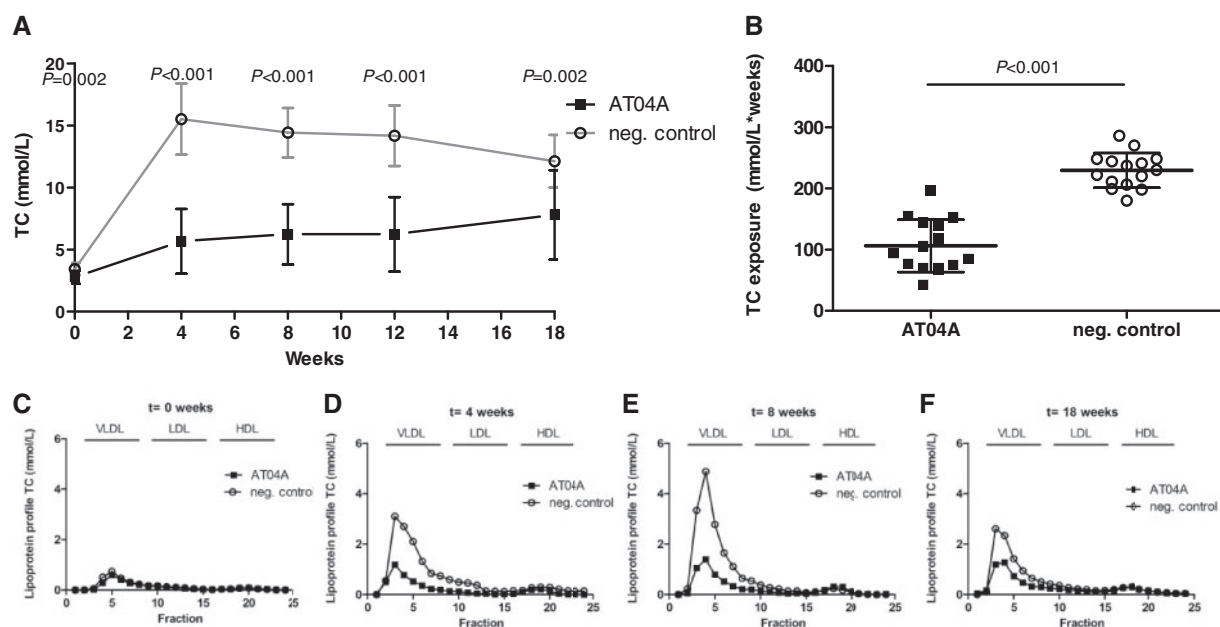 A
TC (mmol/L)
20
15
10
5
0
P=0.002
P<0.001
P<0.001
P<0.001
P=0.002
AT04A
neg. control
0 2 4 6 8 10 12 14 16 18
Weeks
B
TC exposure (mmol/L*weeks)
400
300
200
100
0
P<0.001
AT04A neg. control
C
t= 0 weeks
VLDL LDL HDL
Lipoprotein profile TC (mmol/L)
6
4
2
0
AT04A
neg. control
0 5 10 15 20 25
Fraction
D
t= 4 weeks
VLDL LDL HDL
Lipoprotein profile TC (mmol/L)
6
4
2
0
AT04A
neg. control
0 5 10 15 20 25
Fraction
E
t= 8 weeks
VLDL LDL HDL
Lipoprotein profile TC (mmol/L)
6
4
2
0
AT04A
neg. control
0 5 10 15 20 25
Fraction
F
t= 18 weeks
VLDL LDL HDL
Lipoprotein profile TC (mmol/L)
6
4
2
0
AT04A
neg. control
0 5 10 15 20 25
Fraction